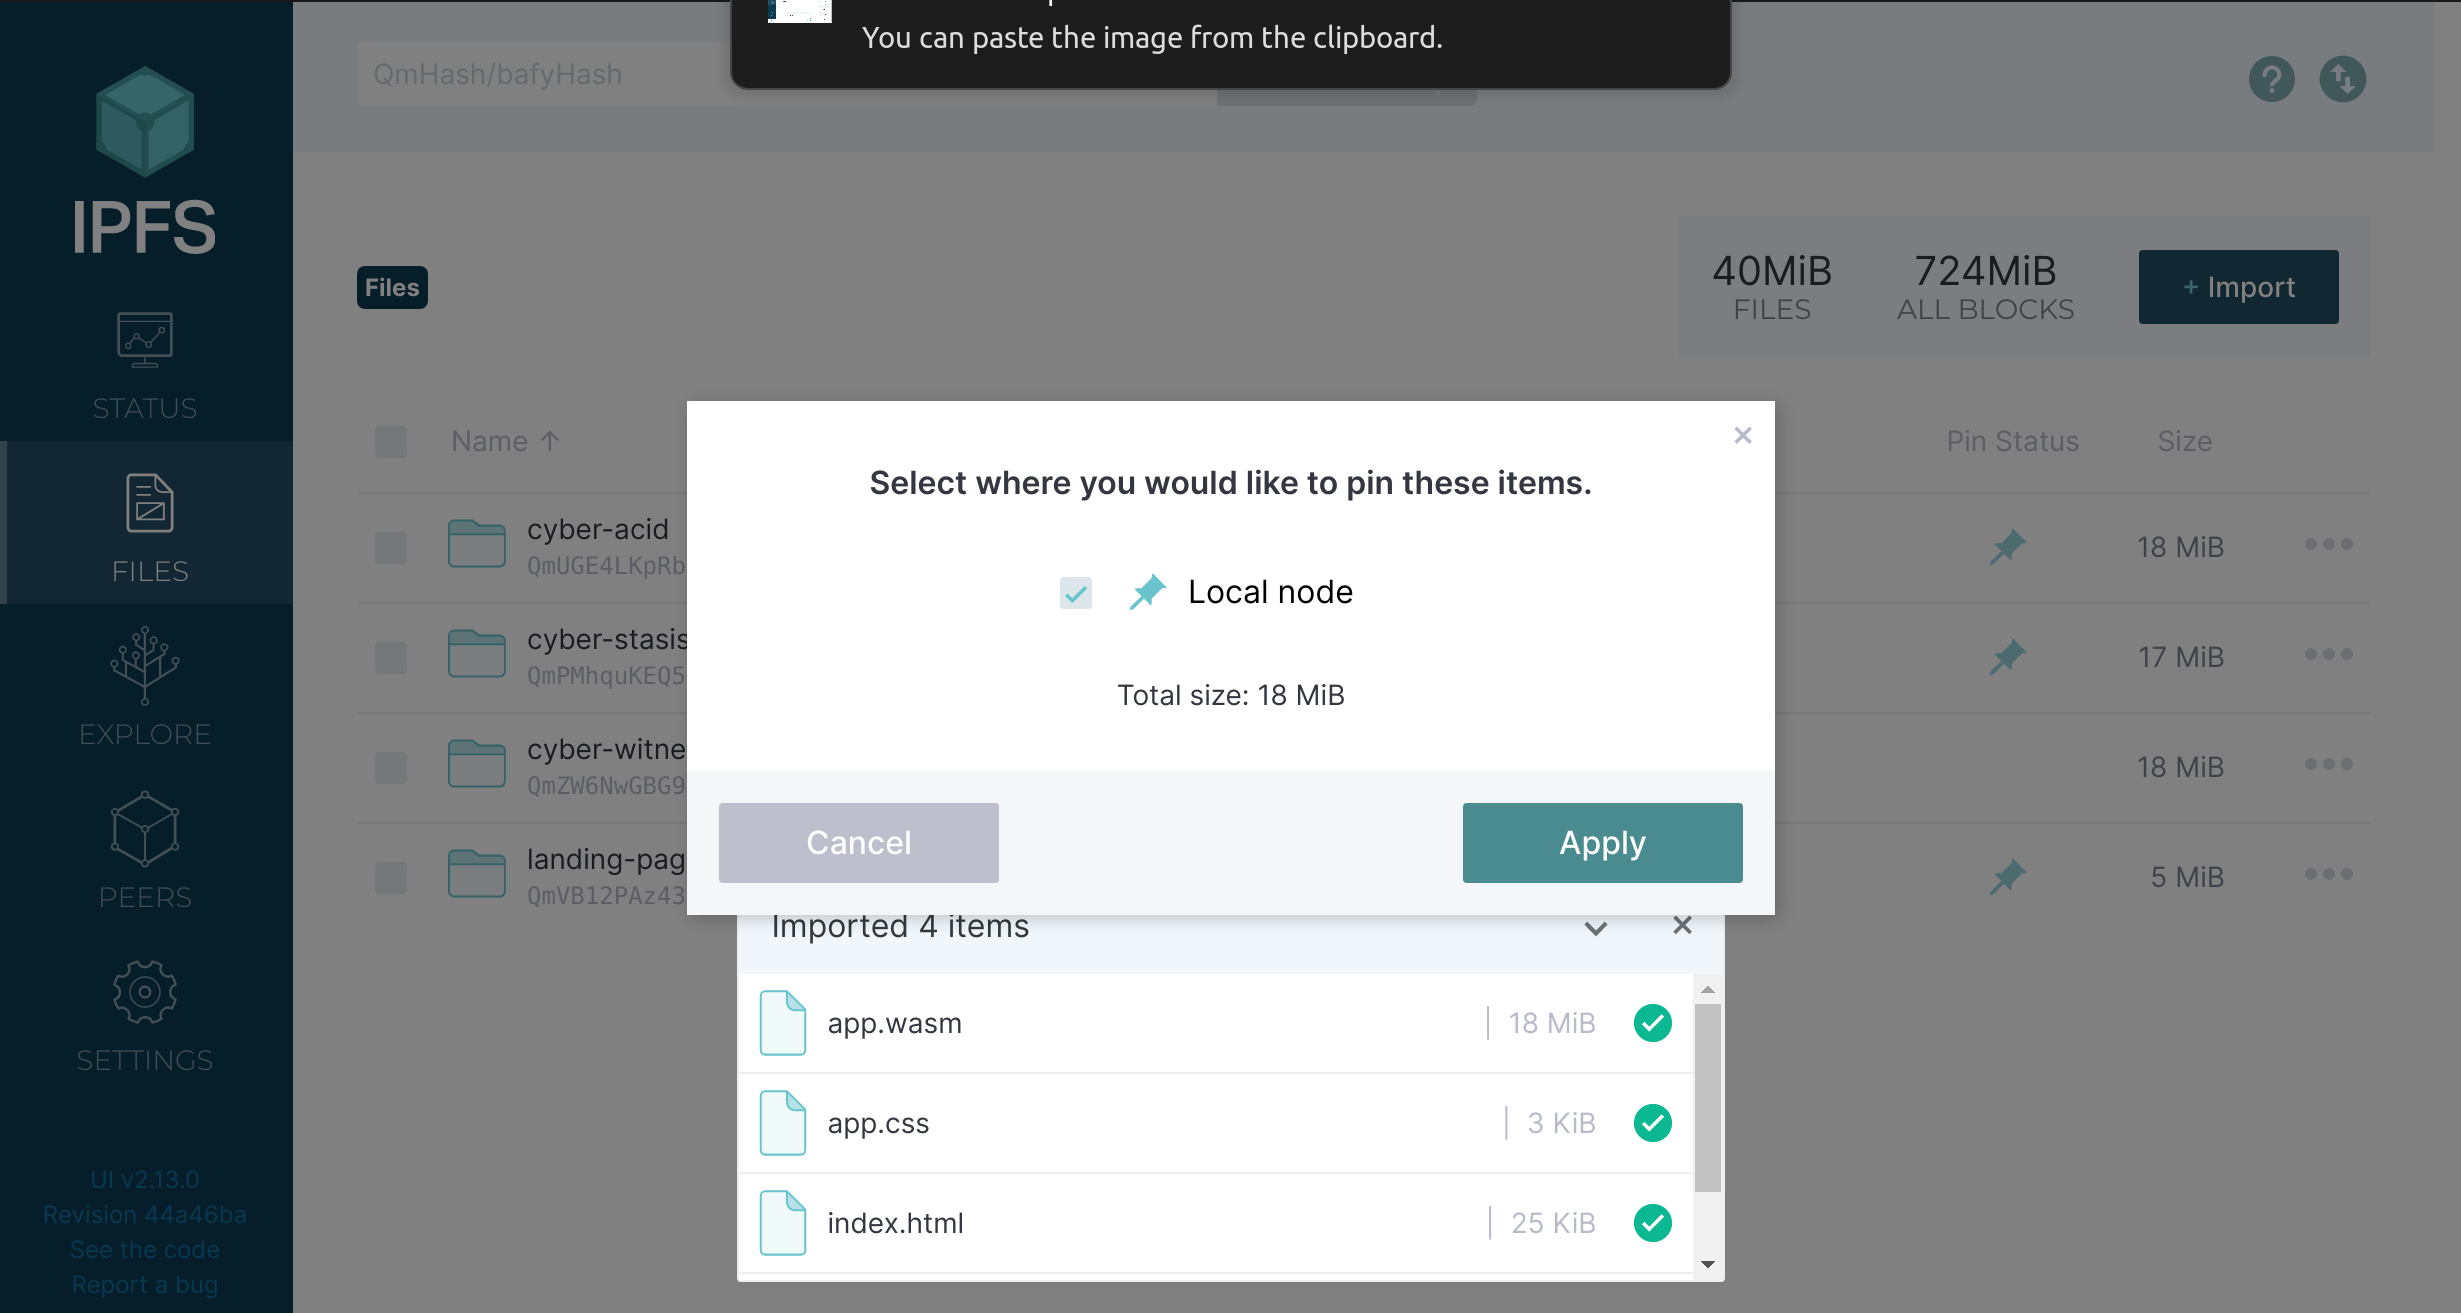 You can paste the image from the clipboard.
QmHash/bafyHash
IPFS
STATUS
FILES
EXPLORE
PEERS
SETTINGS
UI v2.13.0
Revision 44a46ba
See the code
Report a bug
Files
40MiB
FILES
724MiB
ALL BLOCKS
+ Import
Name ↑
Pin Status
Size
cyber-acid
QmUGE4LKpRb
18 MiB
cyber-stasis
QmPMhquKEQ5
17 MiB
cyber-witne
QmZW6NwGBG9
18 MiB
landing-pag
QmVB12PAz43
5 MiB
Select where you would like to pin these items.
Local node
Total size: 18 MiB
Cancel
Apply
Imported 4 items
app.wasm
18 MiB
app.css
3 KiB
index.html
25 KiB